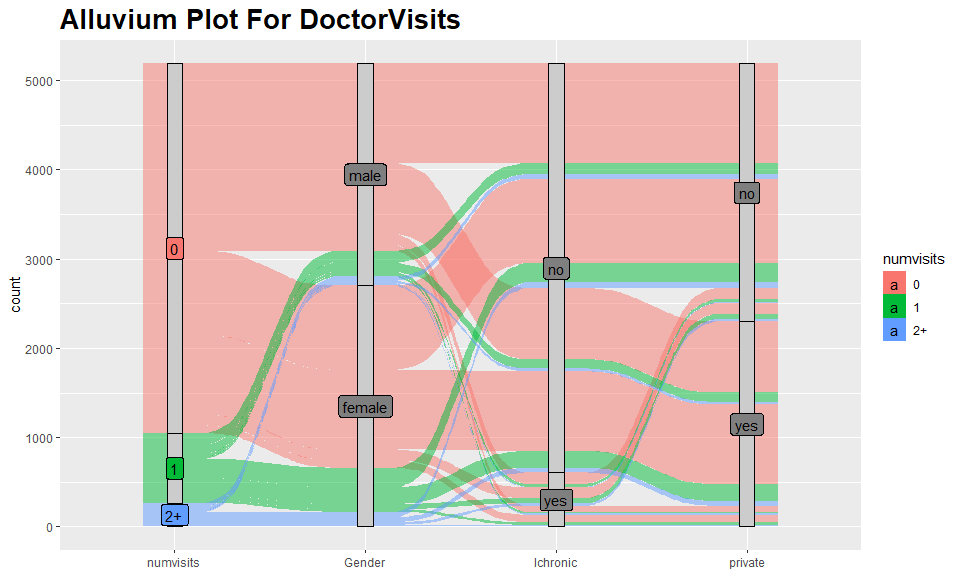 Alluvium Plot For DoctorVisits
count
5000
4000
3000
2000
1000
0
0
1
2+
male
female
no
yes
no
yes
numvisits
Gender
lchronic
private
numvisits
a 0
a 1
a 2+